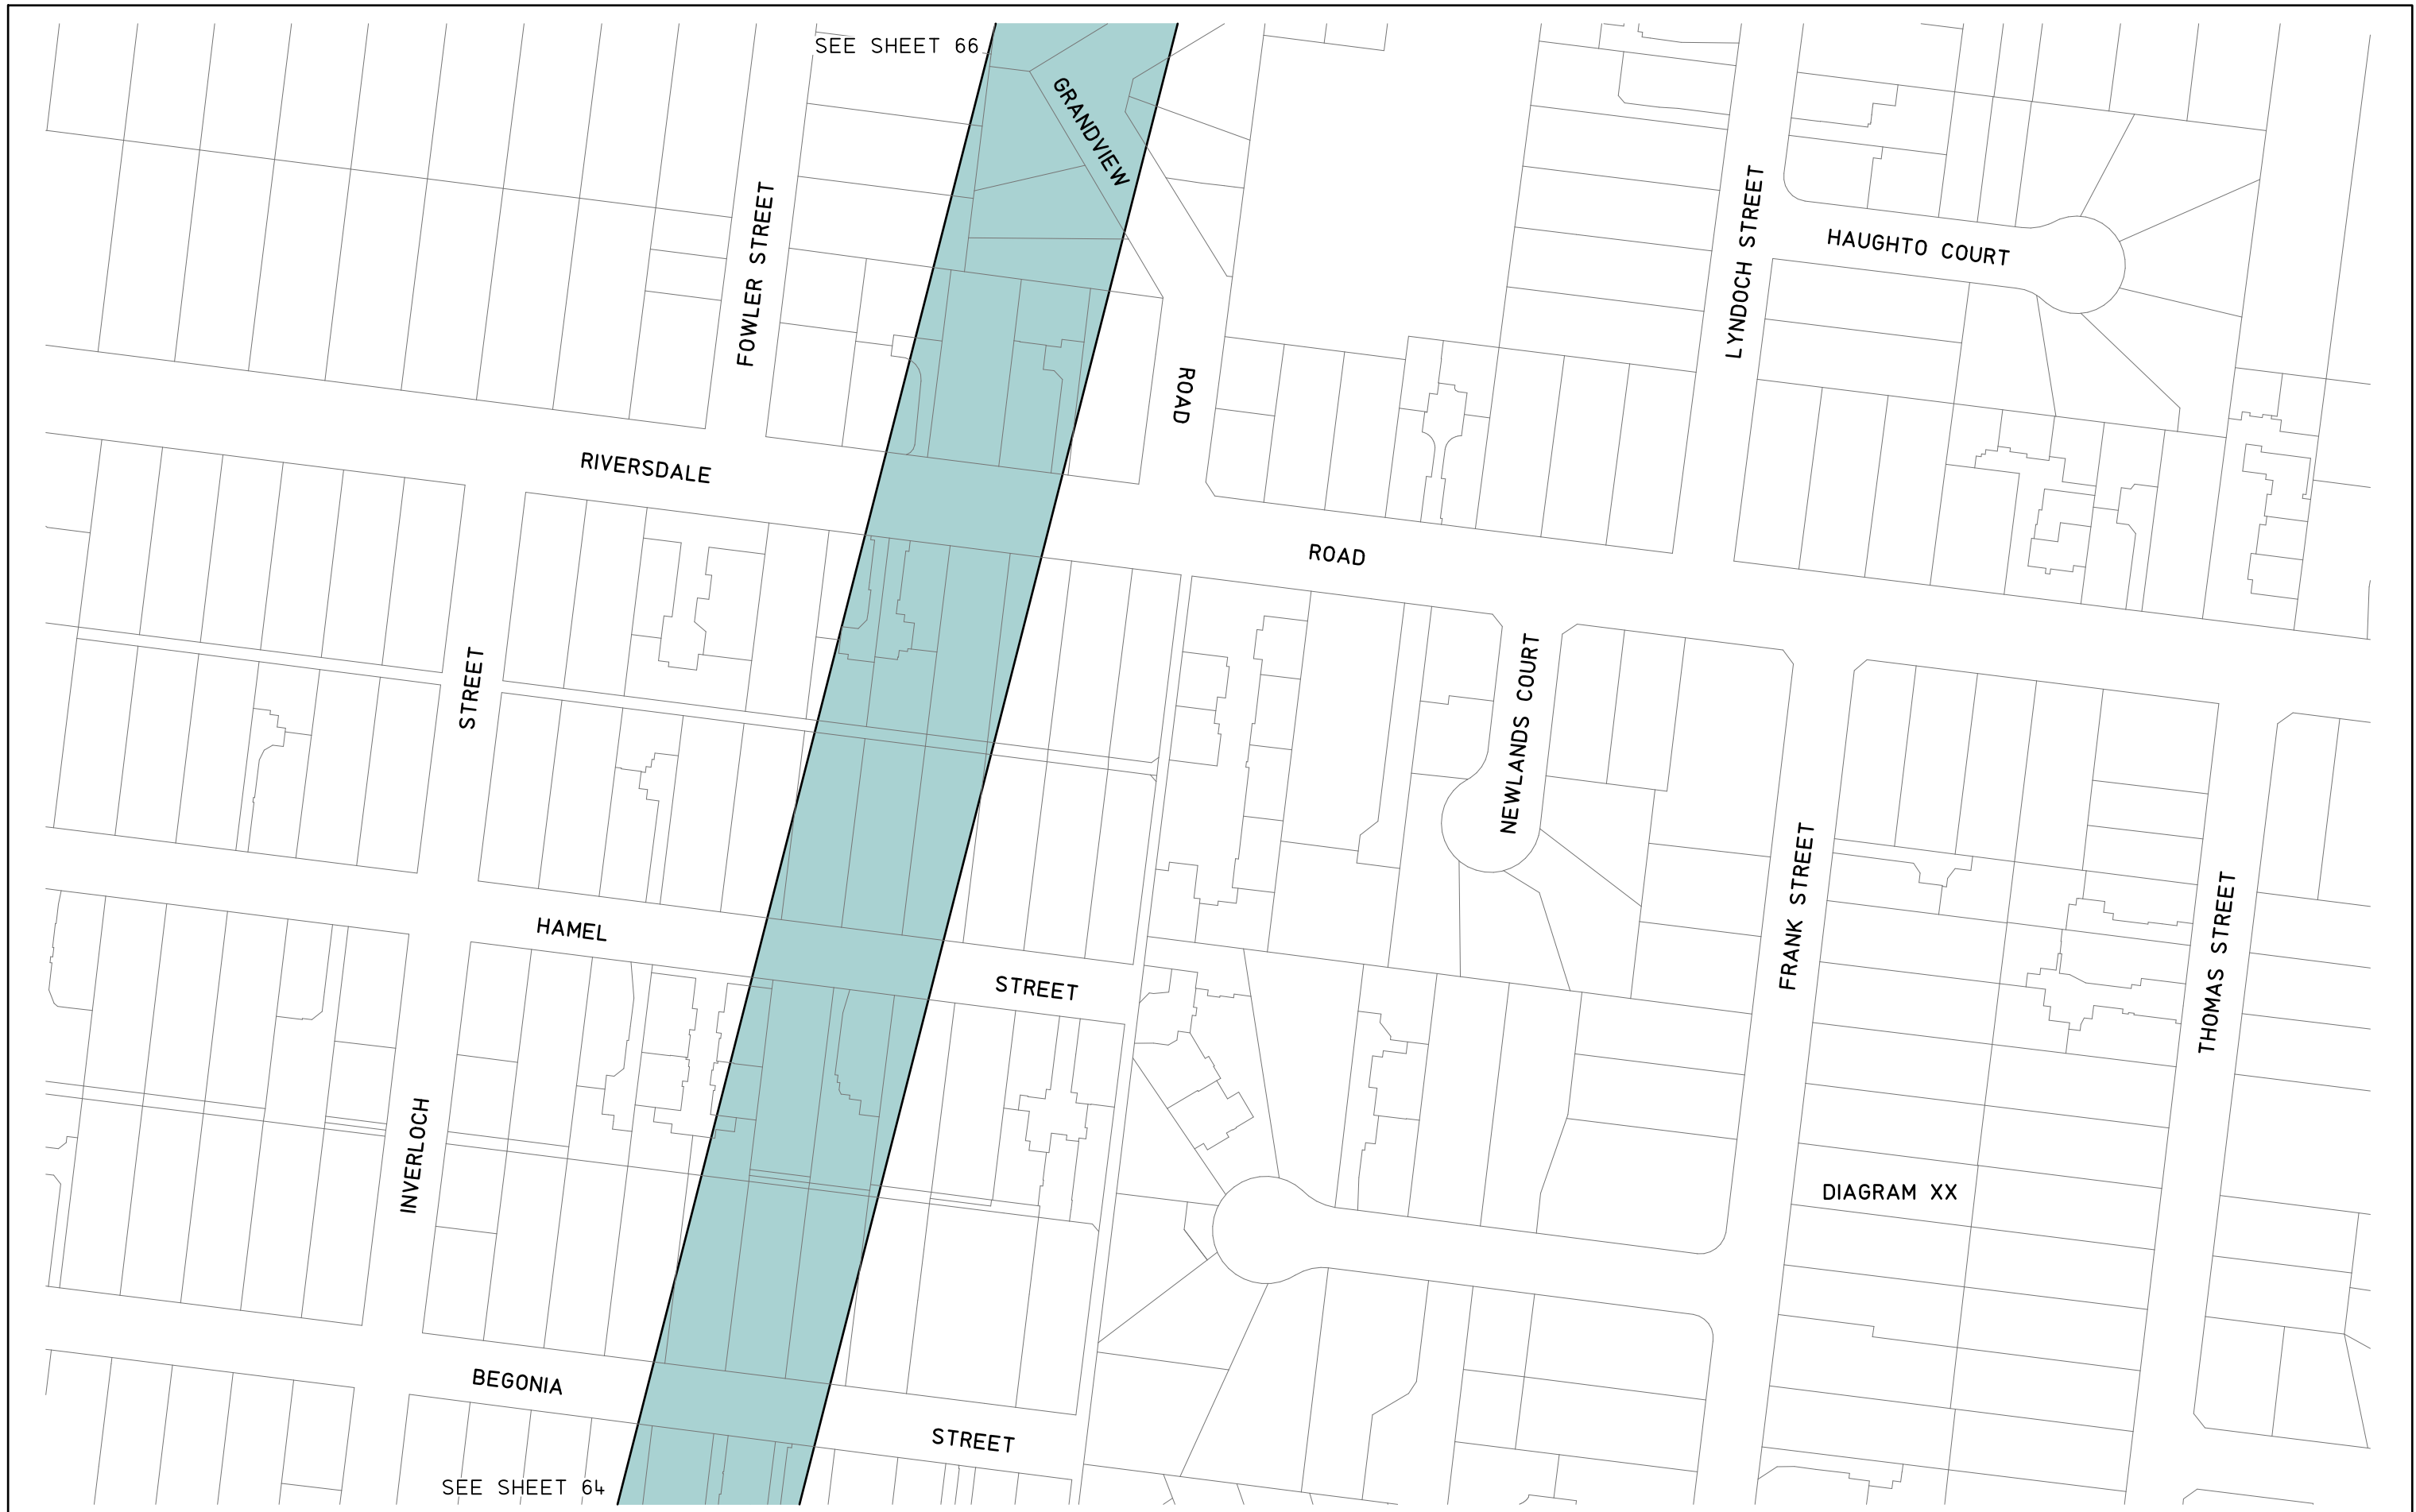 SEE SHEET 66
GRANDVIEW
ROAD
FOWLER STREET
LYNDOCH STREET
HAUGHTO COURT
RIVERSDALE
ROAD
STREET
INVERLOCH
NEWLANDS COURT
FRANK STREET
THOMAS STREET
HAMEL
STREET
DIAGRAM XX
BEGONIA
STREET
SEE SHEET 64